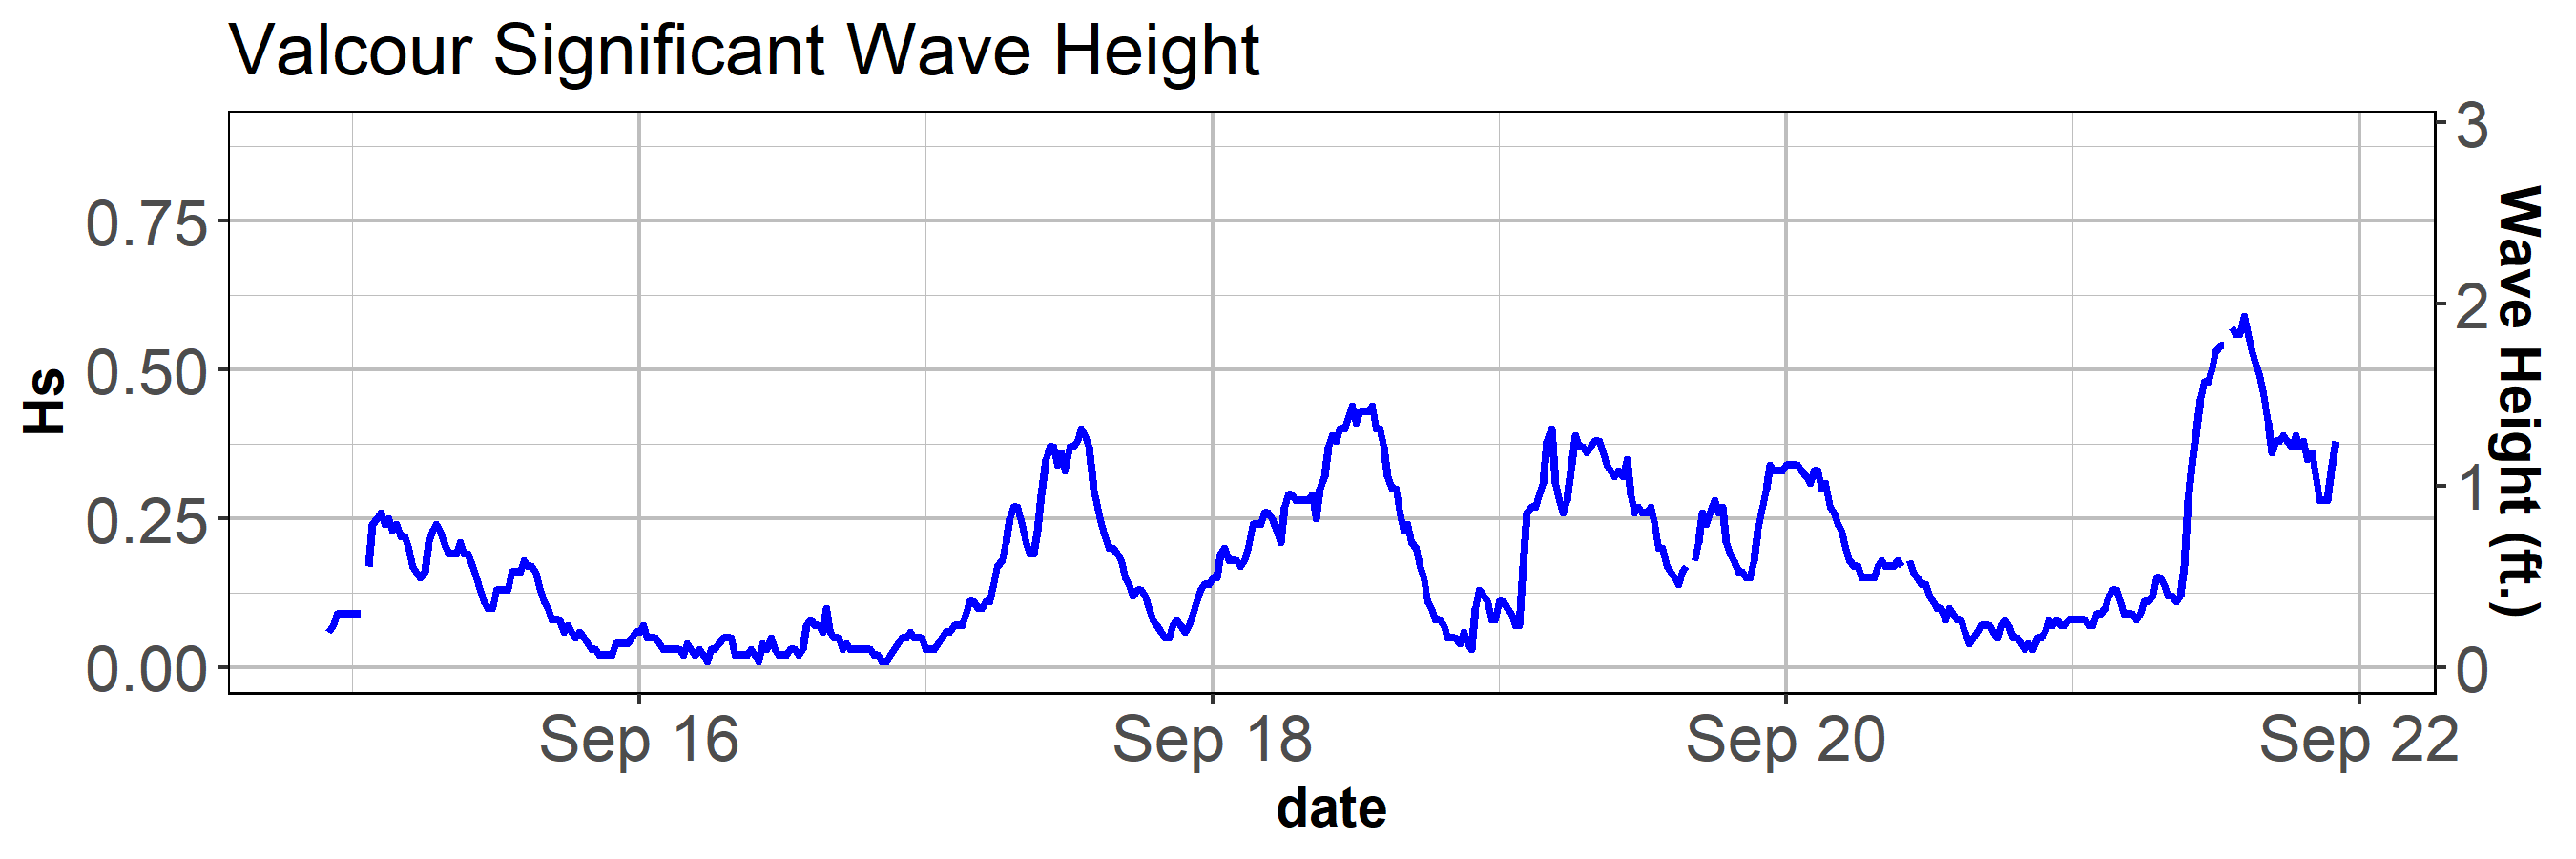 Valcour Significant Wave Height
Hs
0.75
0.50
0.25
0.00
3
2
1
0
Wave Height (ft.)
Sep 16
Sep 18
Sep 20
Sep 22
date